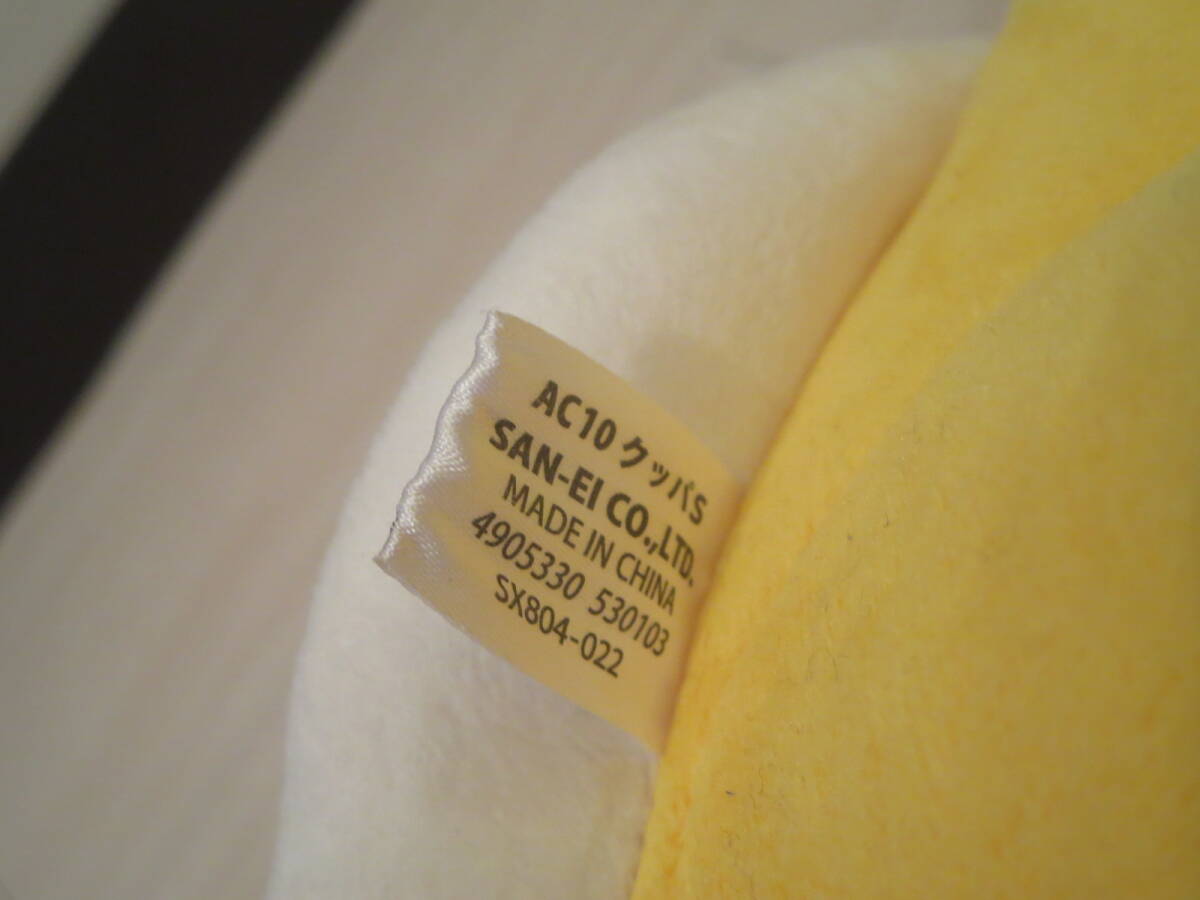 AC10 クッパS
SAN-EI CO.,LTD.
MADE IN CHINA
4905330 530103
SX804-022